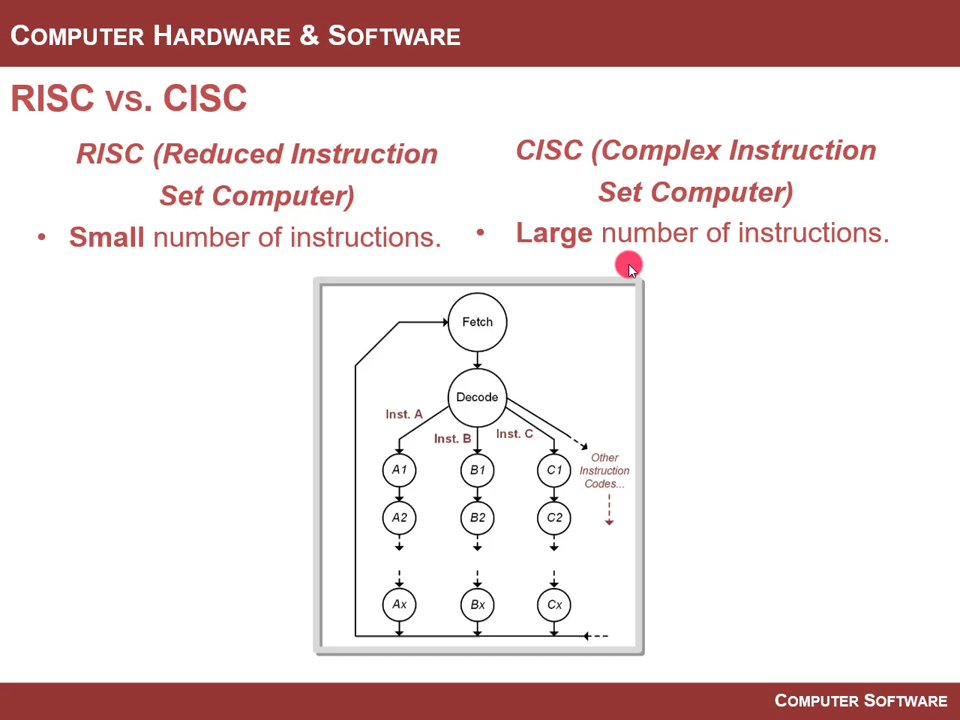 COMPUTER HARDWARE & SOFTWARE
RISC VS. CISC
RISC (Reduced Instruction
Set Computer)
• Small number of instructions.
CISC (Complex Instruction
Set Computer)
• Large number of instructions.
Fetch
Decode
Inst. A
Inst. B
Inst. C
Other
Instruction
Codes...
A1
B1
C1
A2
B2
C2
Ax
Bx
Cx
COMPUTER SOFTWARE